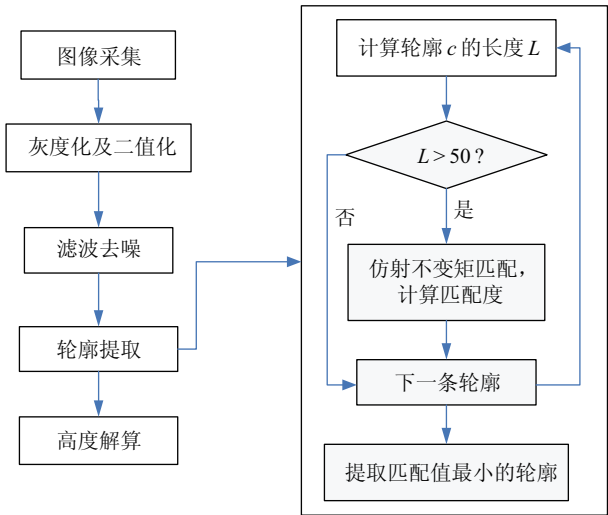 图像采集
灰度化及二值化
滤波去噪
轮廓提取
高度解算
计算轮廓 c 的长度 L
L > 50 ?
否
是
仿射不变矩匹配，
计算匹配度
下一条轮廓
提取匹配值最小的轮廓